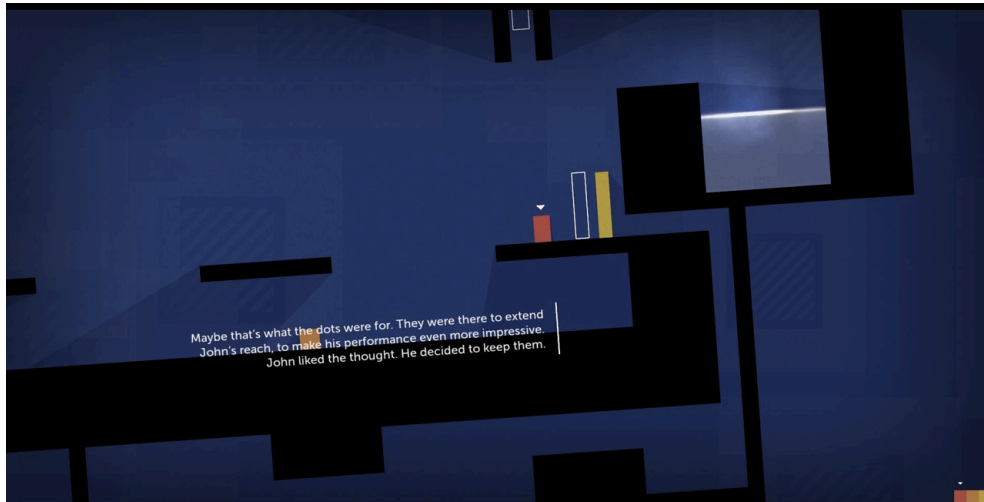 Maybe that's what the dots were for. They were there to extend
John's reach, to make his performance even more impressive.
John liked the thought. He decided to keep them.